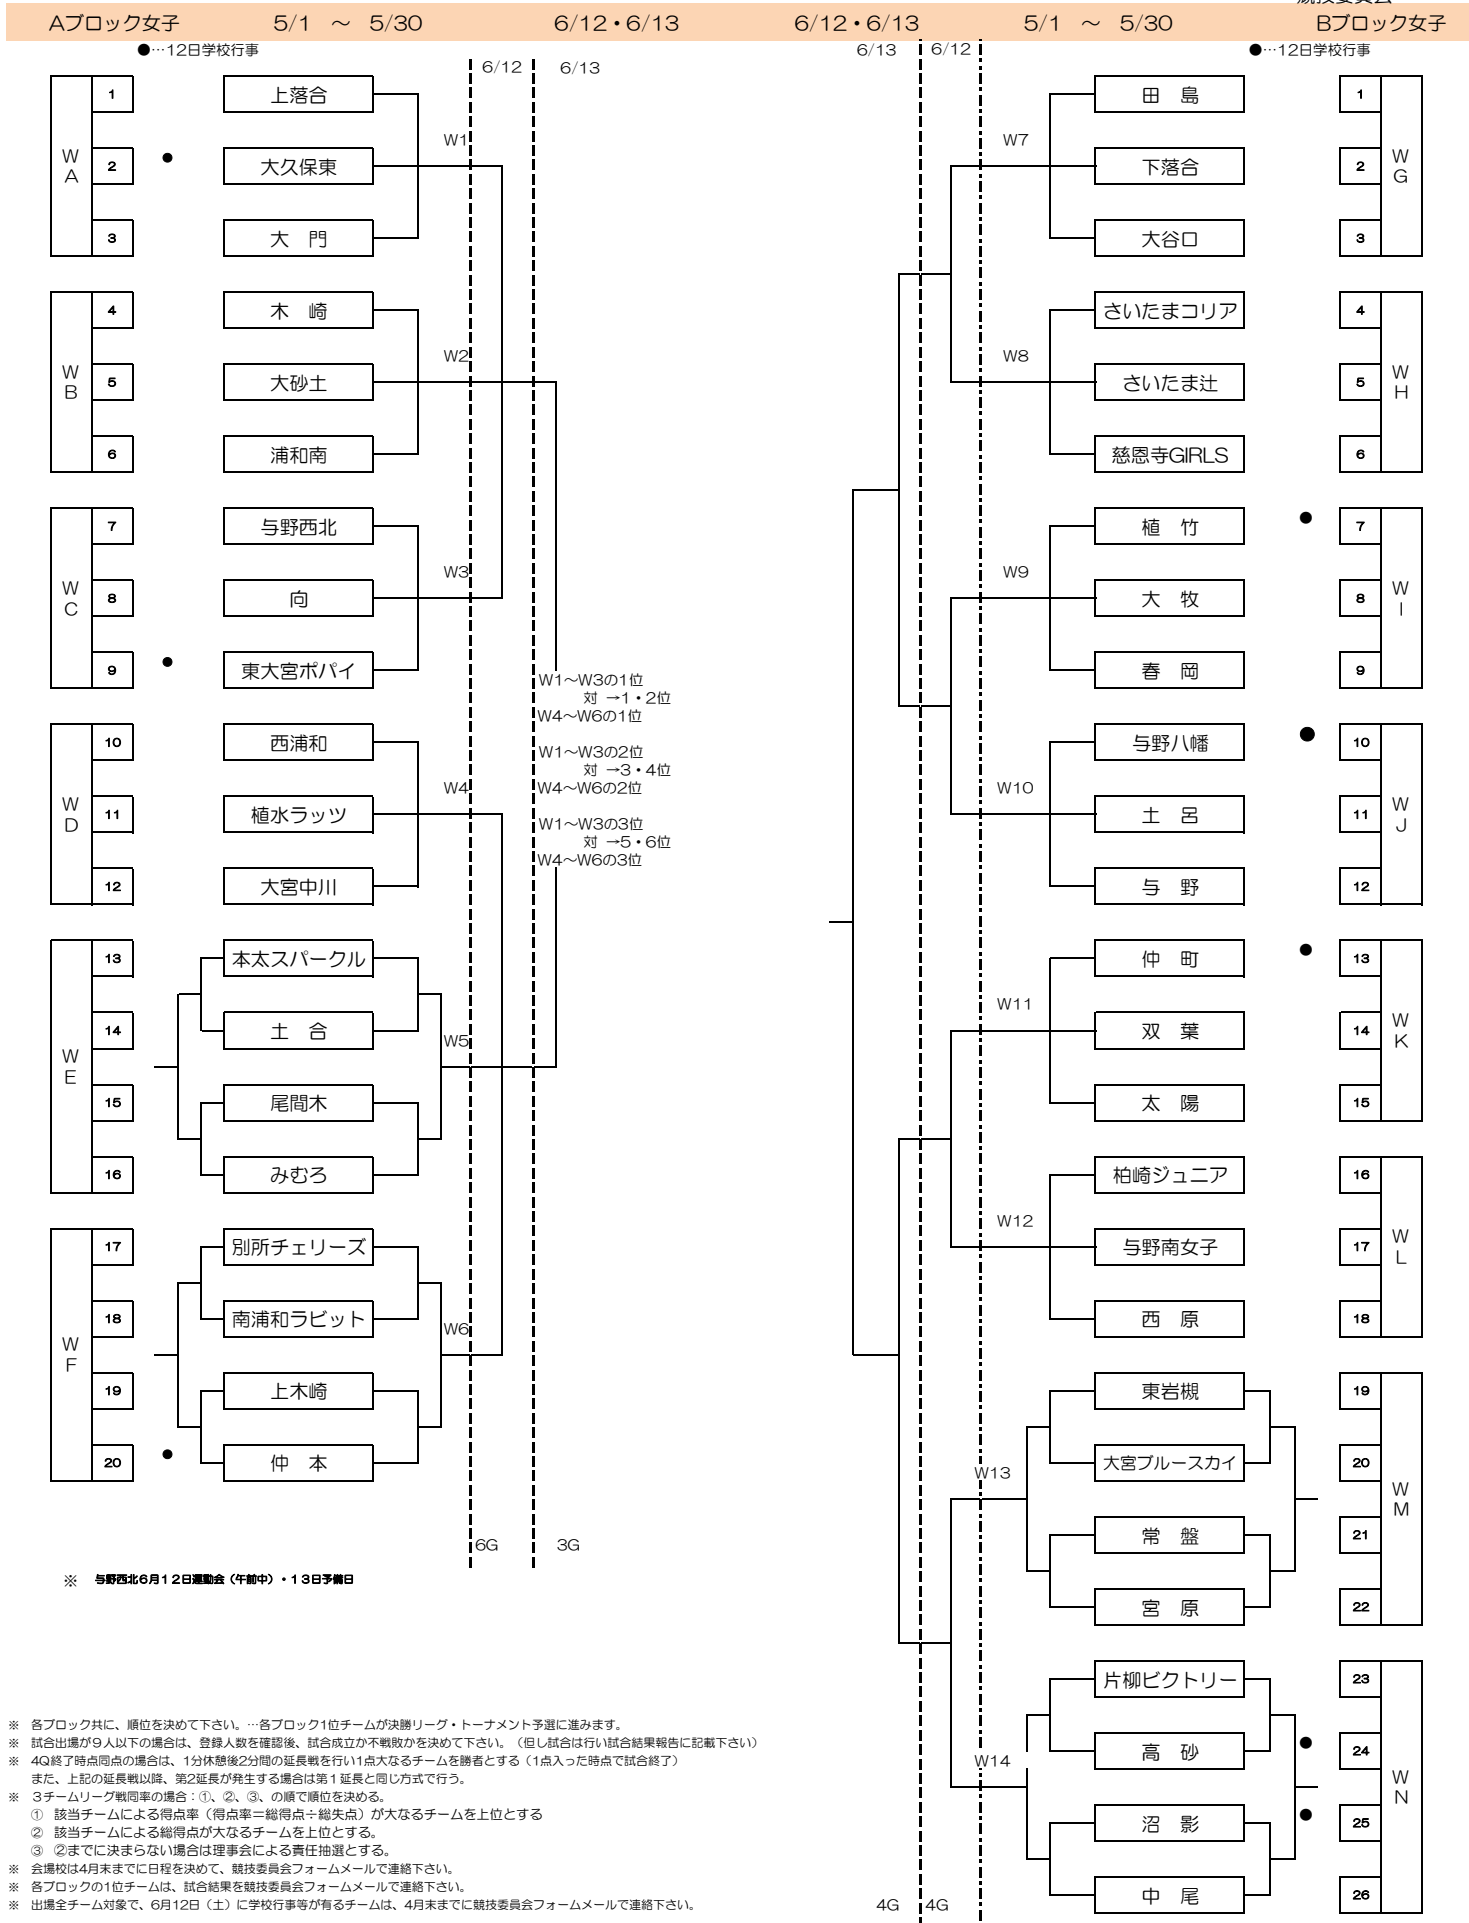 Aブロック女子 5/1 ～ 5/30 6/12・6/13 6/12・6/13 5/1 ～ 5/30 Bブロック女子
●…12日学校行事
6/12 6/13
WA
1 上落合
2 ● 大久保東
3 大 門
W1
WB
4 木 崎
5 大砂土
6 浦和南
W2
WC
7 与野西北
8 向
9 ● 東大宮ポパイ
W3
WD
10 西浦和
11 植水ラッツ
12 大宮中川
W4
WE
13 本太スパークル
14 土 合
15 尾間木
16 みむろ
W5
WF
17 別所チェリーズ
18 南浦和ラビット
19 上木崎
20 ● 仲 本
W6
6G 3G
W1～W3の1位
対 →1・2位
W4～W6の1位
W1～W3の2位
対 →3・4位
W4～W6の2位
W1～W3の3位
対 →5・6位
W4～W6の3位
※ 与野西北6月12日運動会（午前中）・13日予備日
6/13 6/12
●…12日学校行事
W7
田 島 1
下落合 2
大谷口 3
WG
W8
さいたまコリア 4
さいたま辻 5
慈恩寺GIRLS 6
WH
W9
植 竹 ● 7
大 牧 8
春 岡 9
WI
W10
与野八幡 ● 10
土 呂 11
与 野 12
WJ
W11
仲 町 ● 13
双 葉 14
太 陽 15
WK
W12
柏崎ジュニア 16
与野南女子 17
西 原 18
WL
W13
東岩槻 19
大宮ブルースカイ 20
常 盤 21
宮 原 22
WM
W14
片柳ビクトリー 23
高 砂 ● 24
沼 影 ● 25
中 尾 26
WN
4G 4G
※ 各ブロック共に、順位を決めて下さい。…各ブロック1位チームが決勝リーグ・トーナメント予選に進みます。
※ 試合出場が9人以下の場合は、登録人数を確認後、試合成立か不戦敗かを決めて下さい。（但し試合は行い試合結果報告に記載下さい）
※ 4Q終了時点同点の場合は、1分休憩後2分間の延長戦を行い1点大なるチームを勝者とする（1点入った時点で試合終了）
また、上記の延長戦以降、第2延長が発生する場合は第１延長と同じ方式で行う。
※ 3チームリーグ戦同率の場合：①、②、③、の順で順位を決める。
① 該当チームによる得点率（得点率＝総得点÷総失点）が大なるチームを上位とする
② 該当チームによる総得点が大なるチームを上位とする。
③ ②までに決まらない場合は理事会による責任抽選とする。
※ 会場校は4月末までに日程を決めて、競技委員会フォームメールで連絡下さい。
※ 各ブロックの1位チームは、試合結果を競技委員会フォームメールで連絡下さい。
※ 出場全チーム対象で、6月12日（土）に学校行事等が有るチームは、4月末までに競技委員会フォームメールで連絡下さい。